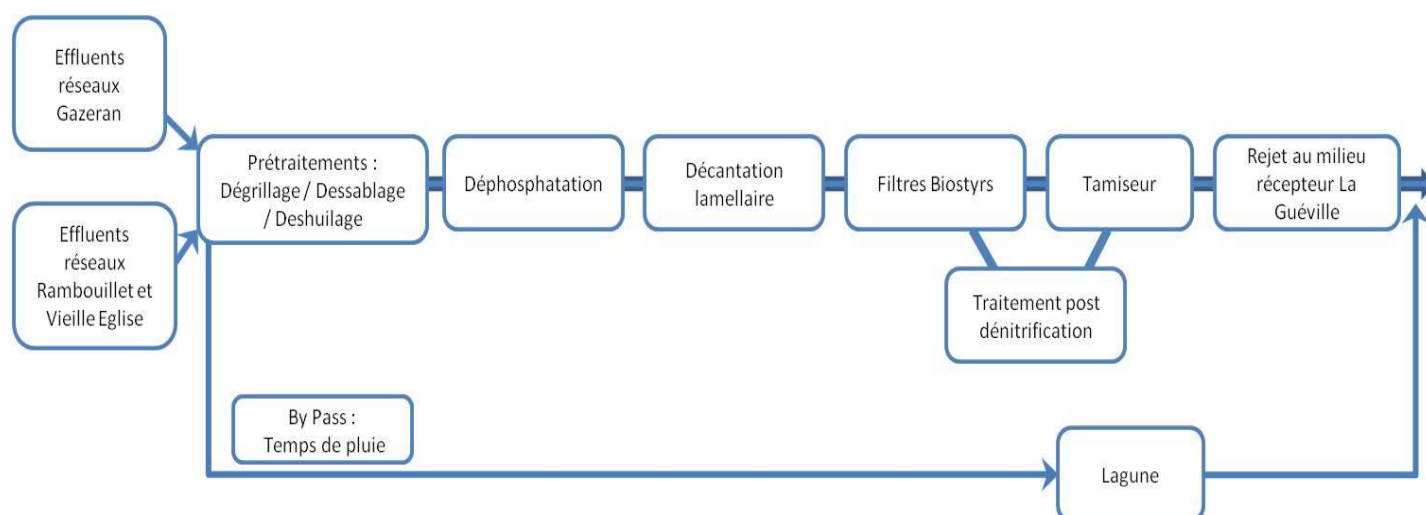 Effluents
réseaux
Gazeran
Effluents
réseaux
Rambouillet et
Vieille Eglise
Prétraitements :
Dégrillage / Dessablage
/ Deshuilage
Déphosphatation
Décantation
lamellaire
Filtres Biostyrs
Tamiseur
Rejet au milieu
récepteur La
Guéville
Traitement post
dénitrification
By Pass :
Temps de pluie
Lagune